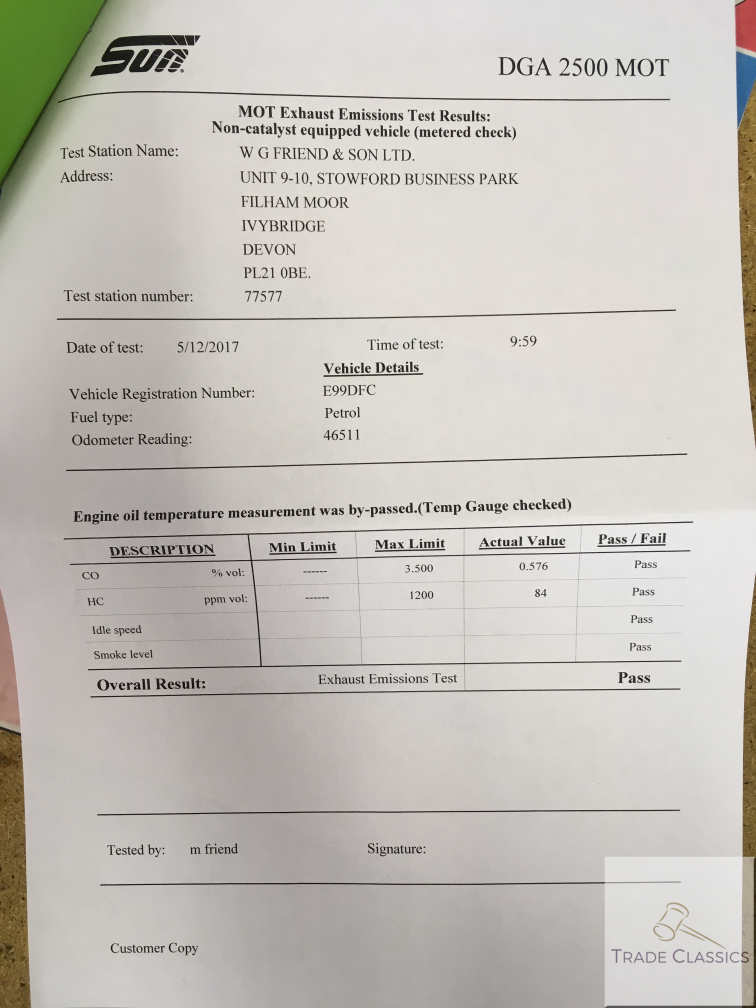 Sun
DGA 2500 MOT
MOT Exhaust Emissions Test Results:
Non-catalyst equipped vehicle (metered check)
Test Station Name: W G FRIEND & SON LTD.
Address: UNIT 9-10, STOWFORD BUSINESS PARK
FILHAM MOOR
IVYBRIDGE
DEVON
PL21 0BE.
Test station number: 77577
Date of test: 5/12/2017 Time of test: 9:59
Vehicle Details
Vehicle Registration Number: E99DFC
Fuel type: Petrol
Odometer Reading: 46511
Engine oil temperature measurement was by-passed.(Temp Gauge checked)
DESCRIPTION Min Limit Max Limit Actual Value Pass / Fail
CO % vol: ------ 3.500 0.576 Pass
HC ppm vol: ------ 1200 84 Pass
Idle speed Pass
Smoke level Pass
Overall Result: Exhaust Emissions Test Pass
Tested by: m friend Signature:
Customer Copy
TRADE CLASSICS